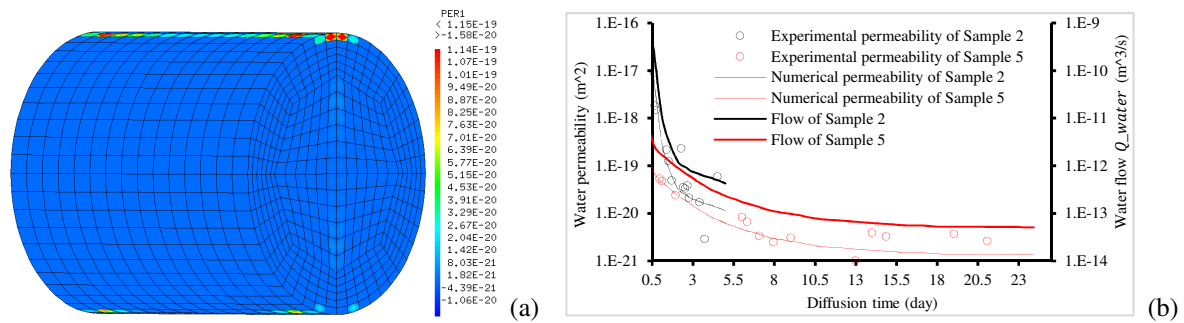 PER1
< 1.15E-19
>-1.58E-20
1.14E-19
1.07E-19
9.49E-20
8.87E-20
8.25E-20
7.63E-20
7.01E-20
6.39E-20
5.77E-20
5.15E-20
4.53E-20
3.91E-20
3.29E-20
2.67E-20
2.04E-20
1.42E-20
8.03E-21
1.82E-21
-4.39E-21
-1.06E-20
(a)
1.E-16
1.E-17
1.E-18
1.E-19
1.E-20
1.E-21
Water permeability (m^2)
Experimental permeability of Sample 2
Experimental permeability of Sample 5
Numerical permeability of Sample 2
Numerical permeability of Sample 5
Flow of Sample 2
Flow of Sample 5
1.E-9
1.E-10
1.E-11
1.E-12
1.E-13
1.E-14
Water flow Q_water (m^3/s)
0.5 3 5.5 8 10.5 13 15.5 18 20.5 23
Diffusion time (day)
(b)